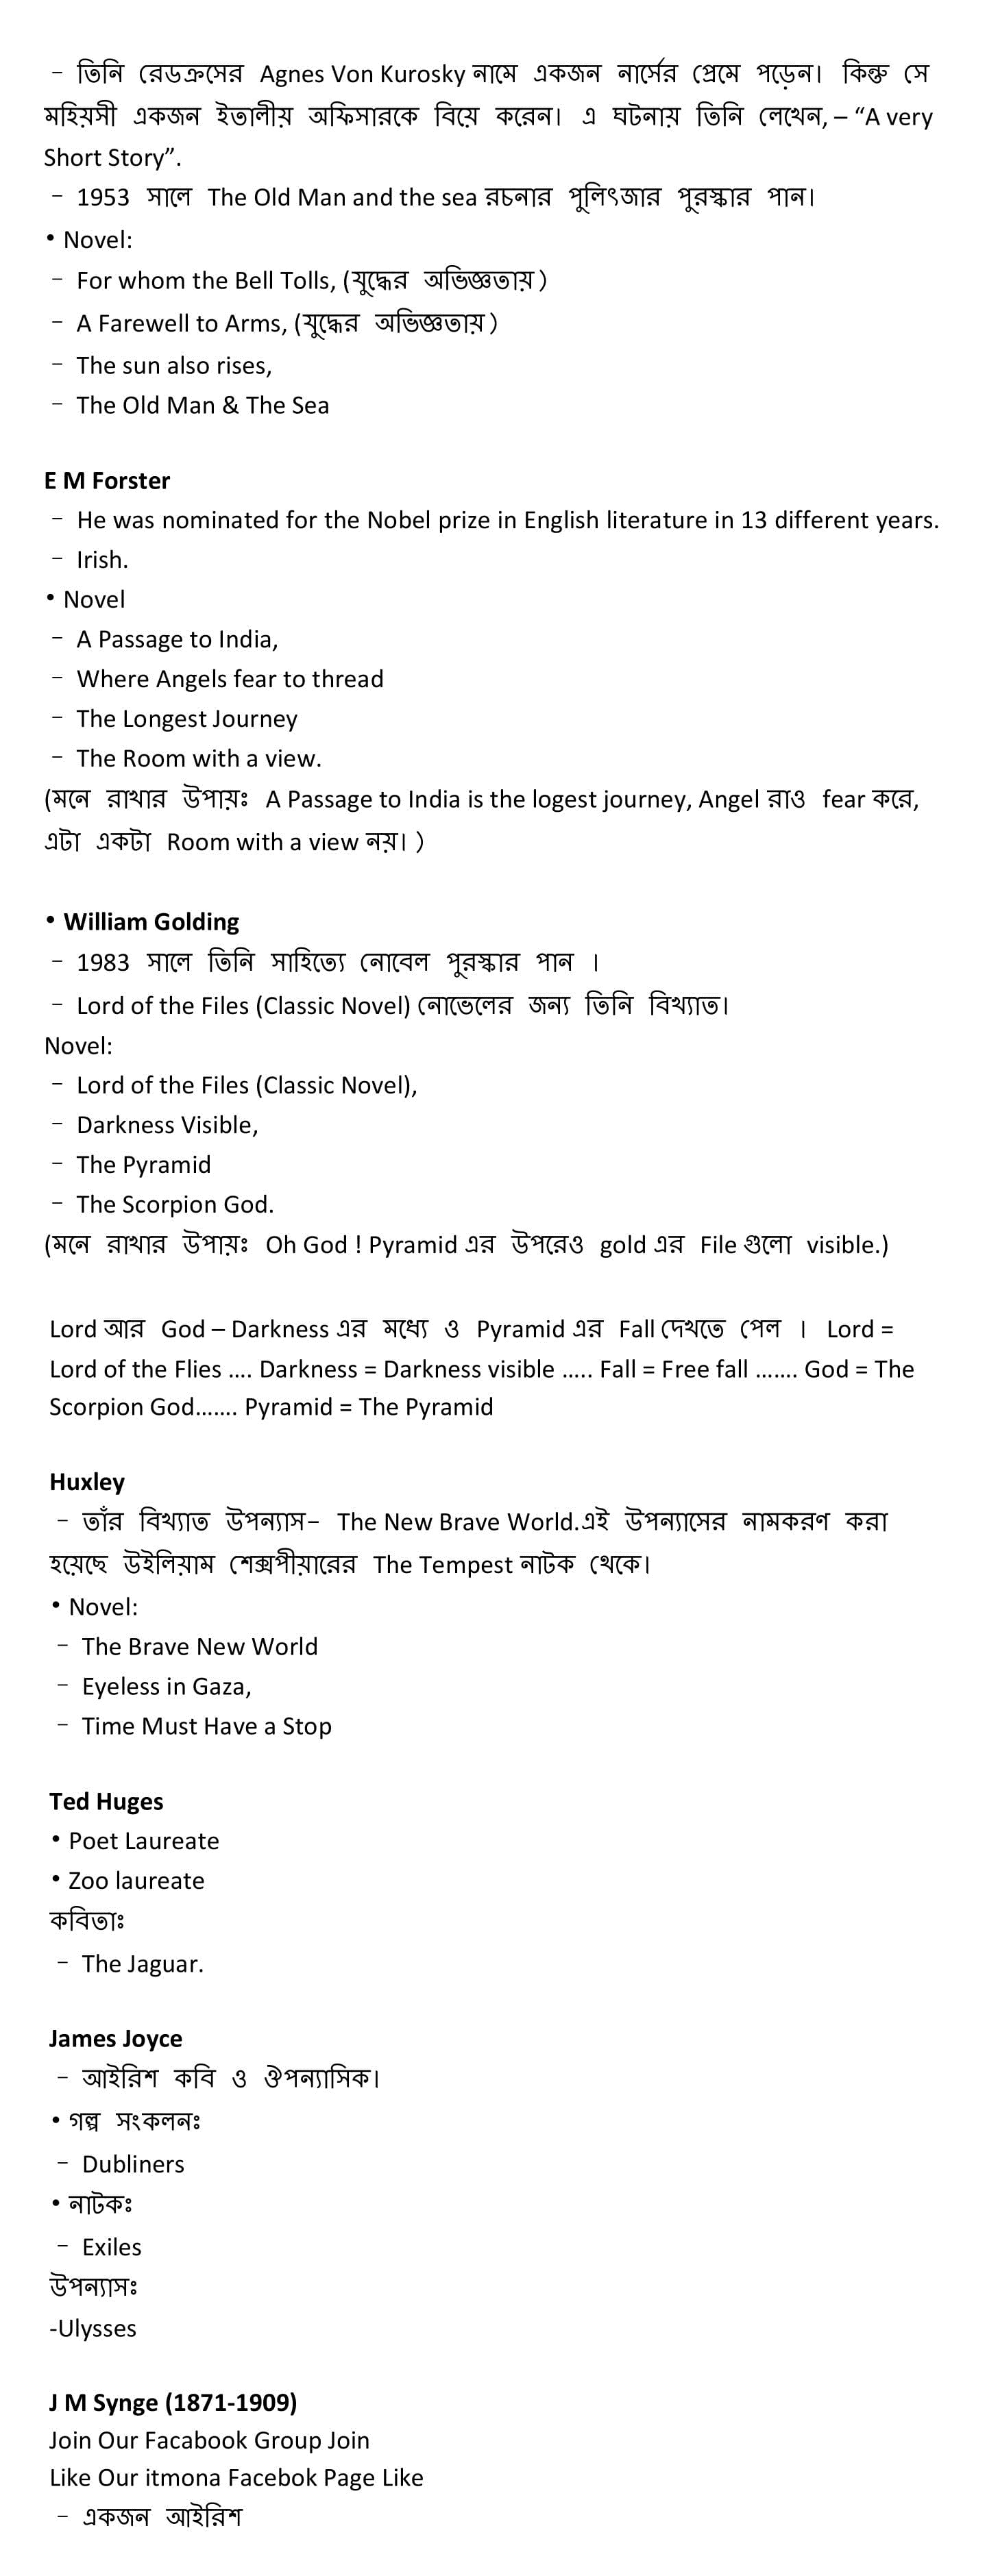 – তিনি রেডক্রসের Agnes Von Kurosky নামে একজন নার্সের প্রেমে পড়েন। কিন্তু সে
মহিয়সী একজন ইতালীয় অফিসারকে বিয়ে করেন। এ ঘটনায় তিনি লেখেন, – “A very
Short Story”.
– 1953 সালে The Old Man and the sea রচনার পুলিৎজার পুরস্কার পান।
• Novel:
– For whom the Bell Tolls, (যুদ্ধের অভিজ্ঞতায়)
– A Farewell to Arms, (যুদ্ধের অভিজ্ঞতায়)
– The sun also rises,
– The Old Man & The Sea
E M Forster
– He was nominated for the Nobel prize in English literature in 13 different years.
– Irish.
• Novel
– A Passage to India,
– Where Angels fear to thread
– The Longest Journey
– The Room with a view.
(মনে রাখার উপায়ঃ A Passage to India is the logest journey, Angel রাও fear করে,
এটা একটা Room with a view নয়। )
• William Golding
– 1983 সালে তিনি সাহিত্যে নোবেল পুরস্কার পান ।
– Lord of the Files (Classic Novel) নোভেলের জন্য তিনি বিখ্যাত।
Novel:
– Lord of the Files (Classic Novel),
– Darkness Visible,
– The Pyramid
– The Scorpion God.
(মনে রাখার উপায়ঃ Oh God ! Pyramid এর উপরেও gold এর File গুলো visible.)
Lord আর God – Darkness এর মধ্যে ও Pyramid এর Fall দেখতে পেল । Lord =
Lord of the Flies .... Darkness = Darkness visible ..... Fall = Free fall ....... God = The
Scorpion God....... Pyramid = The Pyramid
Huxley
– তাঁর বিখ্যাত উপন্যাস– The New Brave World.এই উপন্যাসের নামকরণ করা
হয়েছে উইলিয়াম শেক্সপীয়ারের The Tempest নাটক থেকে।
• Novel:
– The Brave New World
– Eyeless in Gaza,
– Time Must Have a Stop
Ted Huges
• Poet Laureate
• Zoo laureate
কবিতাঃ
– The Jaguar.
James Joyce
– আইরিশ কবি ও ঔপন্যাসিক।
• গল্প সংকলনঃ
– Dubliners
• নাটকঃ
– Exiles
উপন্যাসঃ
-Ulysses
J M Synge (1871-1909)
Join Our Facabook Group Join
Like Our itmona Facebok Page Like
– একজন আইরিশ